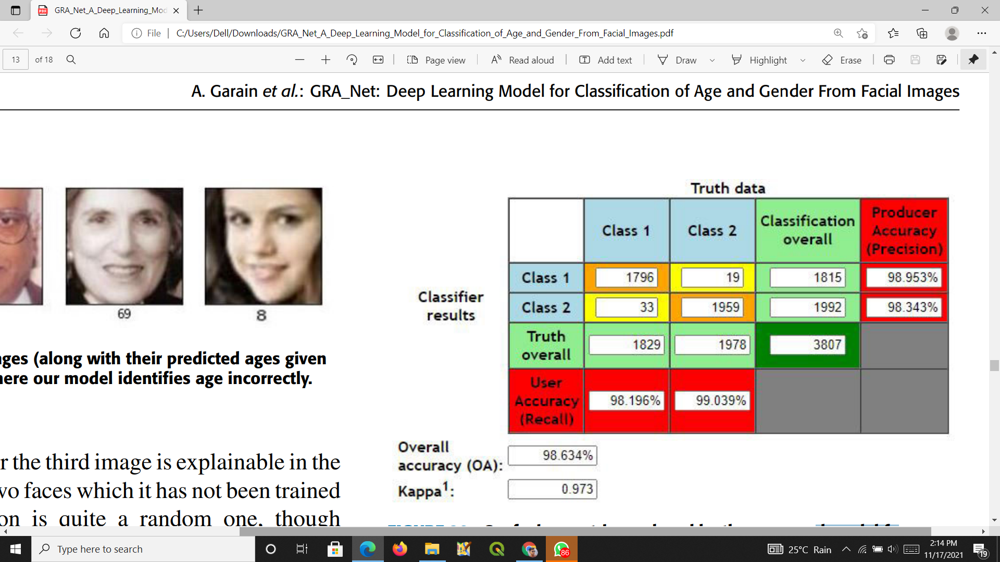 GRA_Net_A_Deep_Learning_Mod
File
C:/Users/Dell/Downloads/GRA_Net_A_Deep_Learning_Model_for_Classification_of_Age_and_Gender_From_Facial_Images.pdf
13 of 18
Page view
Read aloud
Add text
Draw
Highlight
Erase
A. Garain et al.: GRA_Net: Deep Learning Model for Classification of Age and Gender From Facial Images
69
8
ages (along with their predicted ages given
here our model identifies age incorrectly.
r the third image is explainable in the
wo faces which it has not been trained
on is quite a random one, though
Truth data
Class 1
Class 2
Classification
overall
Producer
Accuracy
(Precision)
Classifier
results
Class 1 1796 19 1815 98.953%
Class 2 33 1959 1992 98.343%
Truth
overall
1829 1978 3807
User
Accuracy
(Recall)
98.196% 99.039%
Overall
accuracy (OA): 98.634%
Kappa1: 0.973
Type here to search
86
25°C Rain
2:14 PM
11/17/2021
19